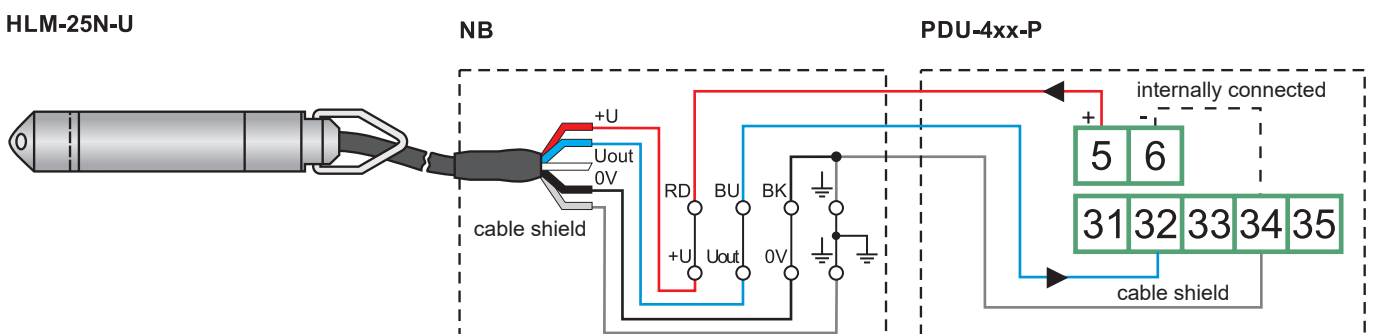 HLM-25N-U
NB
PDU-4xx-P
internally connected
+ -
5 6
+U
Uout
0V
cable shield
RD BU BK
31 32 33 34 35
+U Uout 0V
cable shield